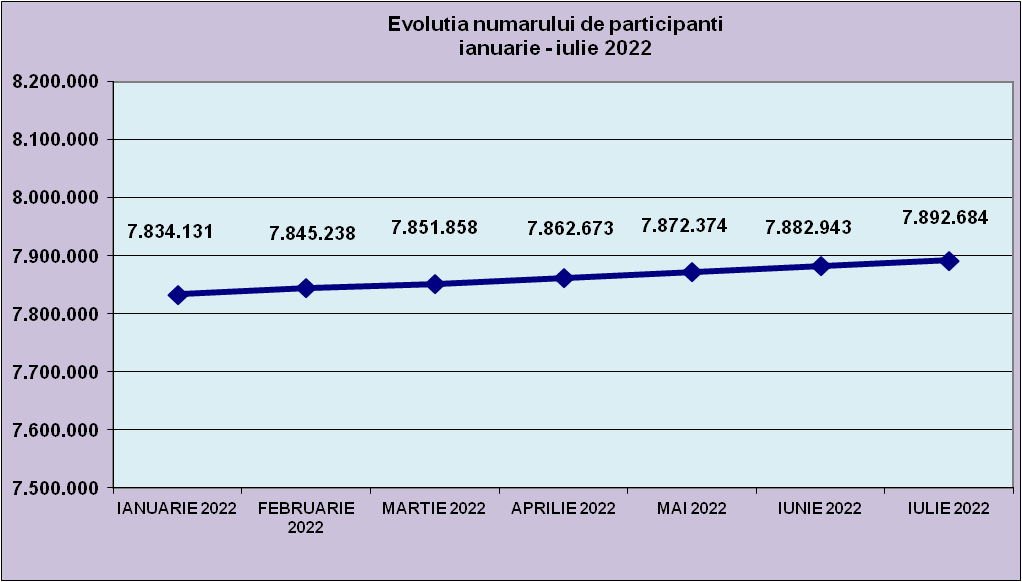 Evolutia numarului de participanti
ianuarie - iulie 2022
8.200.000
8.100.000
8.000.000
7.900.000
7.800.000
7.700.000
7.600.000
7.500.000
7.834.131
7.845.238
7.851.858
7.862.673
7.872.374
7.882.943
7.892.684
IANUARIE 2022
FEBRUARIE
2022
MARTIE 2022
APRILIE 2022
MAI 2022
IUNIE 2022
IULIE 2022